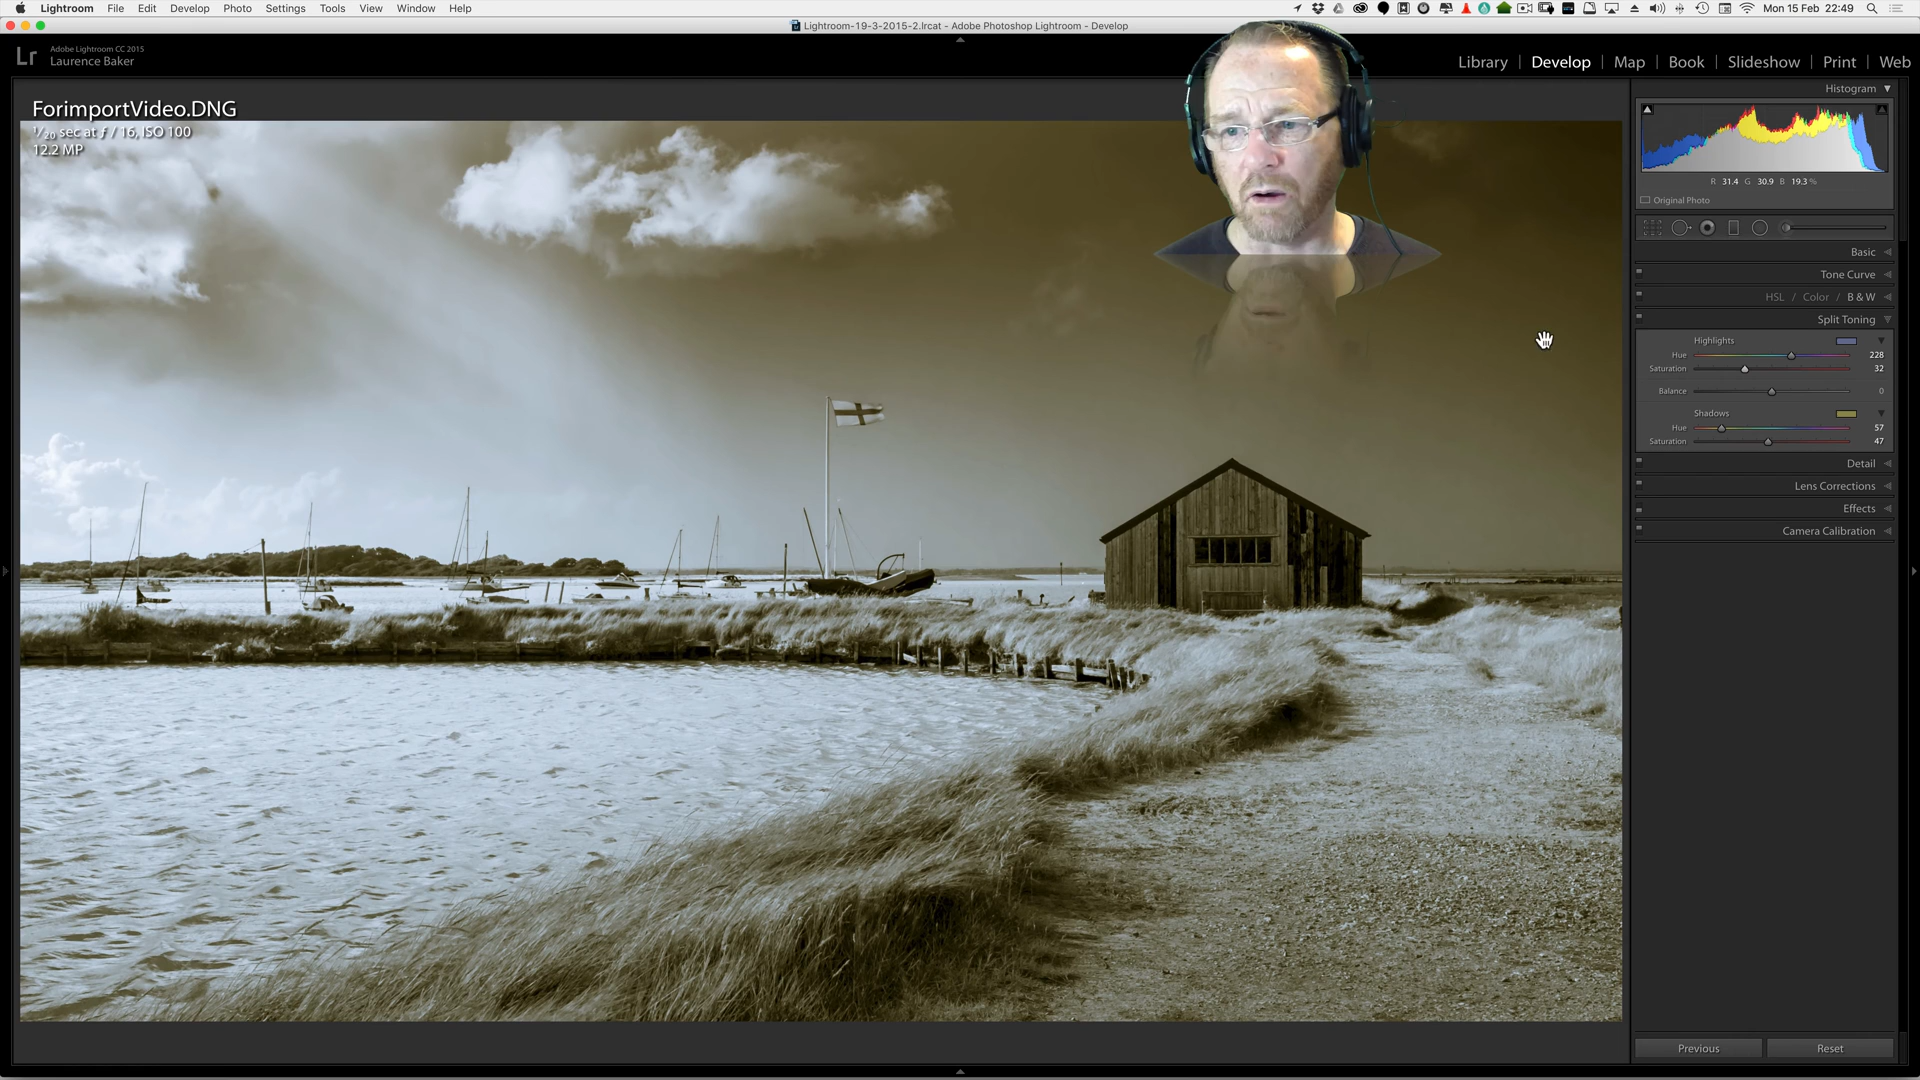 Lightroom File Edit Develop Photo Settings Tools View Window Help Mon 15 Feb 22:49
Lightroom-19-3-2015-2.lrcat - Adobe Photoshop Lightroom - Develop
Lr Adobe Lightroom CC 2015
Laurence Baker
Library Develop Map Book Slideshow Print Web
Histogram
ForimportVideo.DNG
1/20 sec at ƒ / 16, ISO 100
12.2 MP
R 31.4 G 30.9 B 19.3 %
Original Photo
Basic
Tone Curve
HSL / Color / B & W
Split Toning
Highlights
Hue 228
Saturation 32
Balance 0
Shadows
Hue 57
Saturation 47
Detail
Lens Corrections
Effects
Camera Calibration
Previous Reset